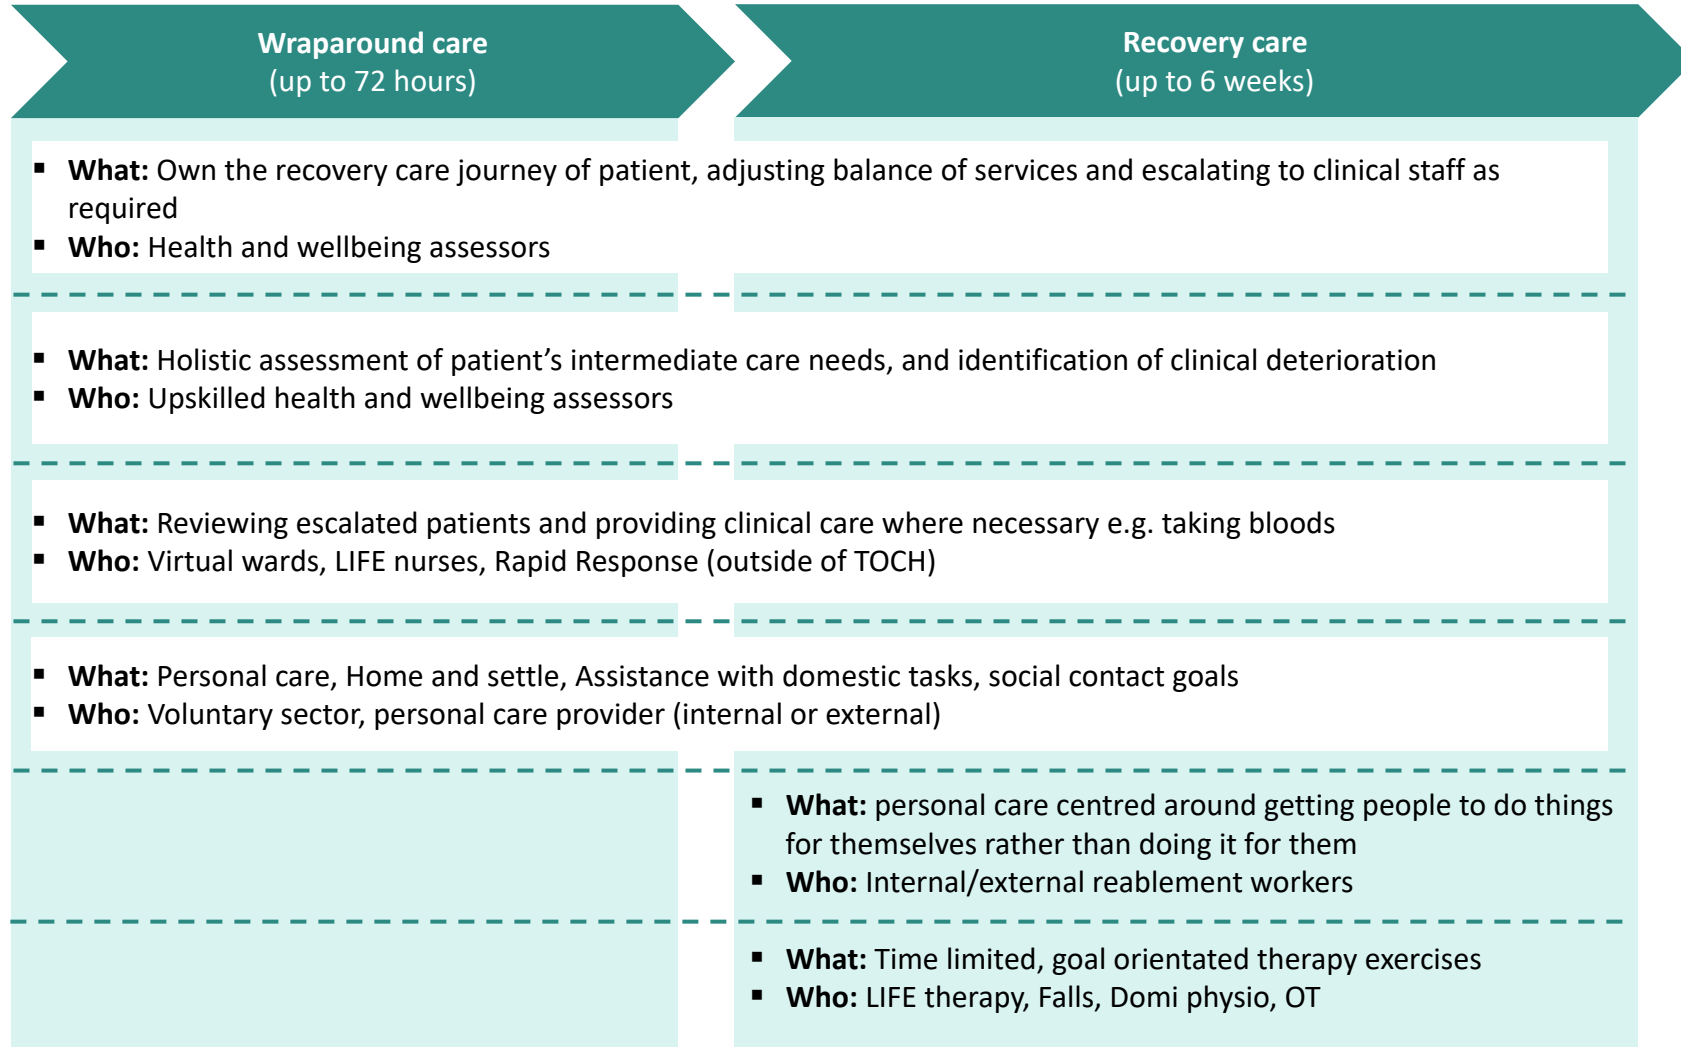 Wraparound care
(up to 72 hours)
Recovery care
(up to 6 weeks)
▪ What: Own the recovery care journey of patient, adjusting balance of services and escalating to clinical staff as
required
▪ Who: Health and wellbeing assessors
▪ What: Holistic assessment of patient’s intermediate care needs, and identification of clinical deterioration
▪ Who: Upskilled health and wellbeing assessors
▪ What: Reviewing escalated patients and providing clinical care where necessary e.g. taking bloods
▪ Who: Virtual wards, LIFE nurses, Rapid Response (outside of TOCH)
▪ What: Personal care, Home and settle, Assistance with domestic tasks, social contact goals
▪ Who: Voluntary sector, personal care provider (internal or external)
▪ What: personal care centred around getting people to do things
for themselves rather than doing it for them
▪ Who: Internal/external reablement workers
▪ What: Time limited, goal orientated therapy exercises
▪ Who: LIFE therapy, Falls, Domi physio, OT